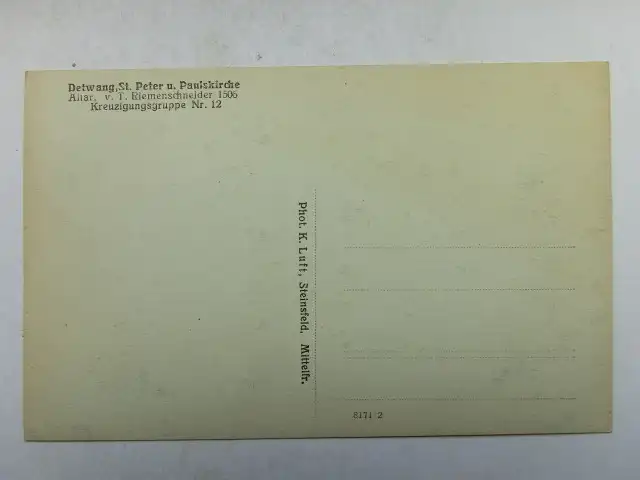 Detwang, St. Peter u. Paulskirche
Altar. v. T. Riemenschneider 1506
Kreuzigungsgruppe Nr. 12
Phot. K. Luft, Steinsfeld. Mittelfr.
8171 2